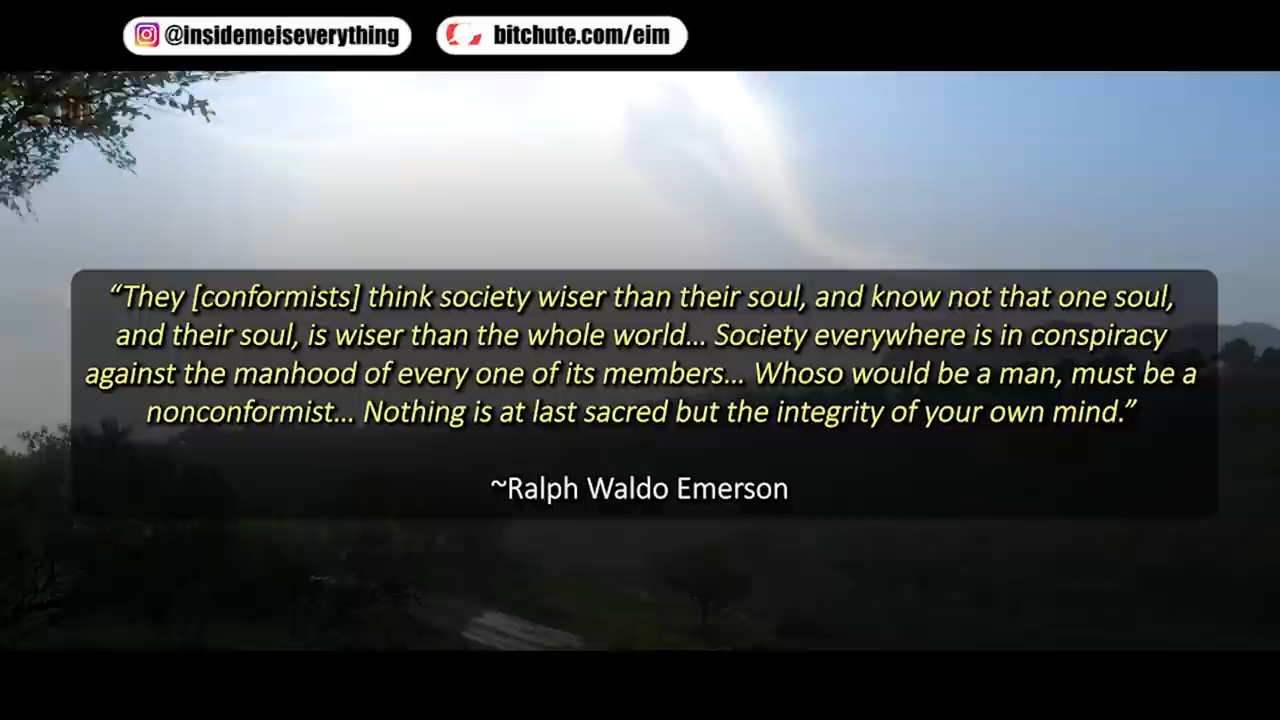 @insidemeiseverything
bitchute.com/eim
“They [conformists] think society wiser than their soul, and know not that one soul,
and their soul, is wiser than the whole world... Society everywhere is in conspiracy
against the manhood of every one of its members... Whoso would be a man, must be a
nonconformist... Nothing is at last sacred but the integrity of your own mind.”
~Ralph Waldo Emerson